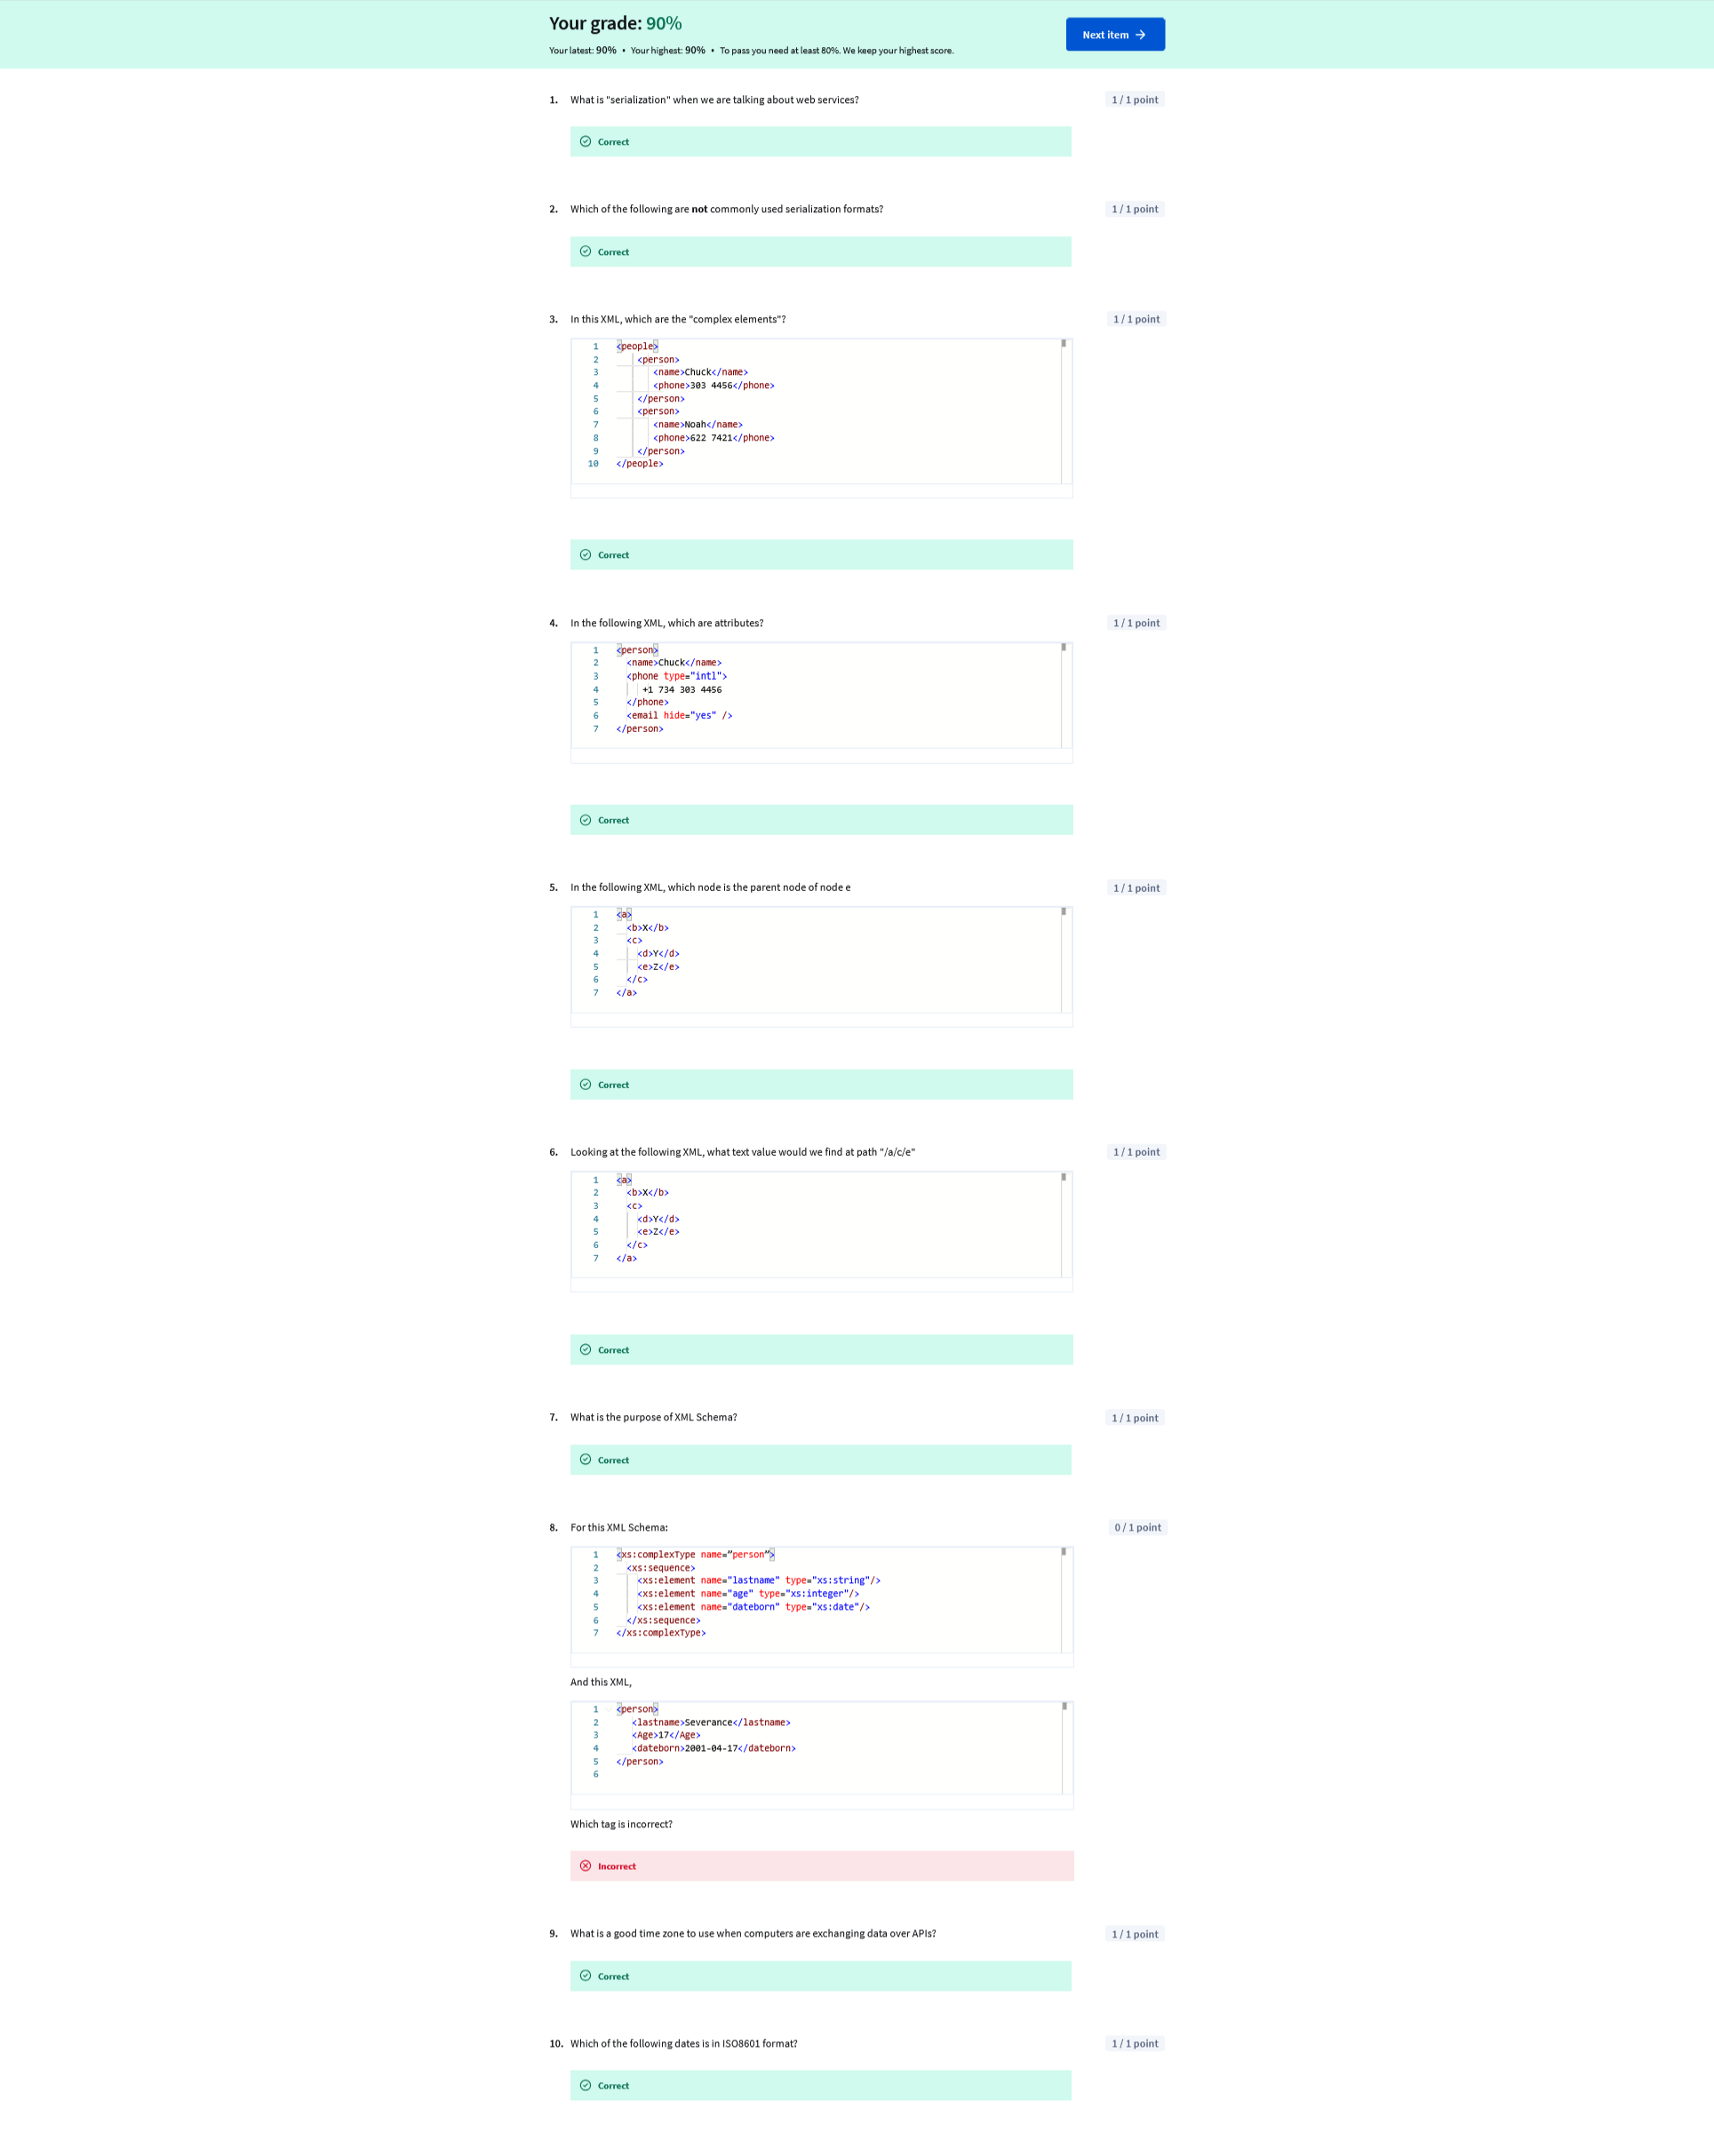 Your grade: 90%
Your latest: 90% • Your highest: 90% • To pass you need at least 80%. We keep your highest score.
Next item →
1. What is "serialization" when we are talking about web services?
1 / 1 point
Correct
2. Which of the following are not commonly used serialization formats?
1 / 1 point
Correct
3. In this XML, which are the "complex elements"?
1 / 1 point
1 <people>
2 <person>
3 <name>Chuck</name>
4 <phone>303 4456</phone>
5 </person>
6 <person>
7 <name>Noah</name>
8 <phone>622 7421</phone>
9 </person>
10 </people>
Correct
4. In the following XML, which are attributes?
1 / 1 point
1 <person>
2 <name>Chuck</name>
3 <phone type="intl">
4 +1 734 303 4456
5 </phone>
6 <email hide="yes" />
7 </person>
Correct
5. In the following XML, which node is the parent node of node e
1 / 1 point
1 <a>
2 <b>X</b>
3 <c>
4 <d>Y</d>
5 <e>Z</e>
6 </c>
7 </a>
Correct
6. Looking at the following XML, what text value would we find at path "/a/c/e"
1 / 1 point
1 <a>
2 <b>X</b>
3 <c>
4 <d>Y</d>
5 <e>Z</e>
6 </c>
7 </a>
Correct
7. What is the purpose of XML Schema?
1 / 1 point
Correct
8. For this XML Schema:
0 / 1 point
1 <xs:complexType name=”person”>
2 <xs:sequence>
3 <xs:element name="lastname" type="xs:string"/>
4 <xs:element name="age" type="xs:integer"/>
5 <xs:element name="dateborn" type="xs:date"/>
6 </xs:sequence>
7 </xs:complexType>
And this XML,
1 <person>
2 <lastname>Severance</lastname>
3 <Age>17</Age>
4 <dateborn>2001-04-17</dateborn>
5 </person>
6
Which tag is incorrect?
Incorrect
9. What is a good time zone to use when computers are exchanging data over APIs?
1 / 1 point
Correct
10. Which of the following dates is in ISO8601 format?
1 / 1 point
Correct